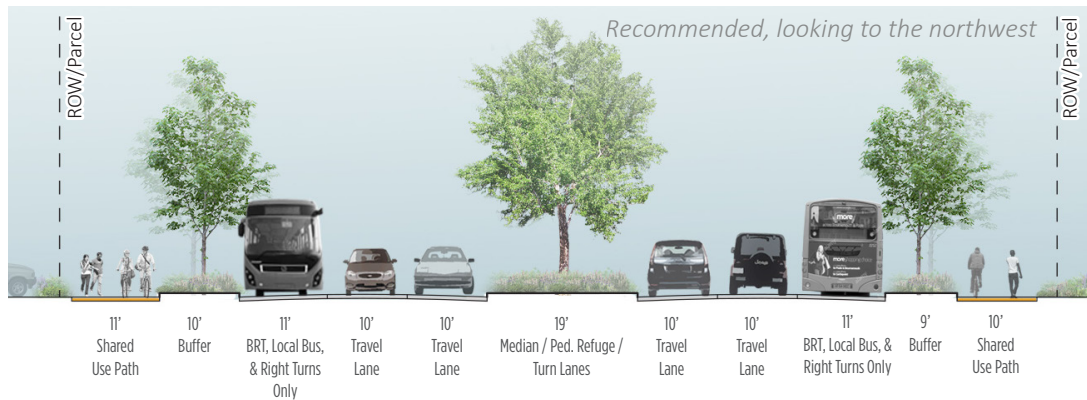 Recommended, looking to the northwest
ROW/Parcel
ROW/Parcel
more
more
11'
Shared
Use Path
10'
Buffer
11'
BRT, Local Bus,
& Right Turns
Only
10'
Travel
Lane
10'
Travel
Lane
19'
Median / Ped. Refuge /
Turn Lanes
10'
Travel
Lane
10'
Travel
Lane
11'
BRT, Local Bus, &
Right Turns Only
9'
Buffer
10'
Shared
Use Path